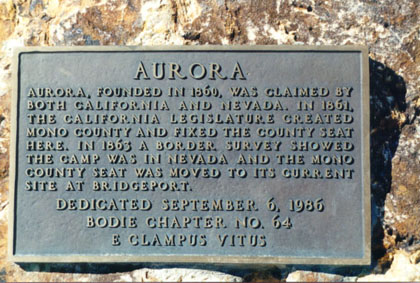 AURORA
AURORA, FOUNDED IN 1860, WAS CLAIMED BY
BOTH CALIFORNIA AND NEVADA. IN 1861,
THE CALIFORNIA LEGISLATURE CREATED
MONO COUNTY AND FIXED THE COUNTY SEAT
HERE. IN 1863 A BORDER SURVEY SHOWED
THE CAMP WAS IN NEVADA AND THE MONO
COUNTY SEAT WAS MOVED TO ITS CURRENT
SITE AT BRIDGEPORT.
DEDICATED SEPTEMBER 6, 1986
BODIE CHAPTER NO. 64
E CLAMPUS VITUS